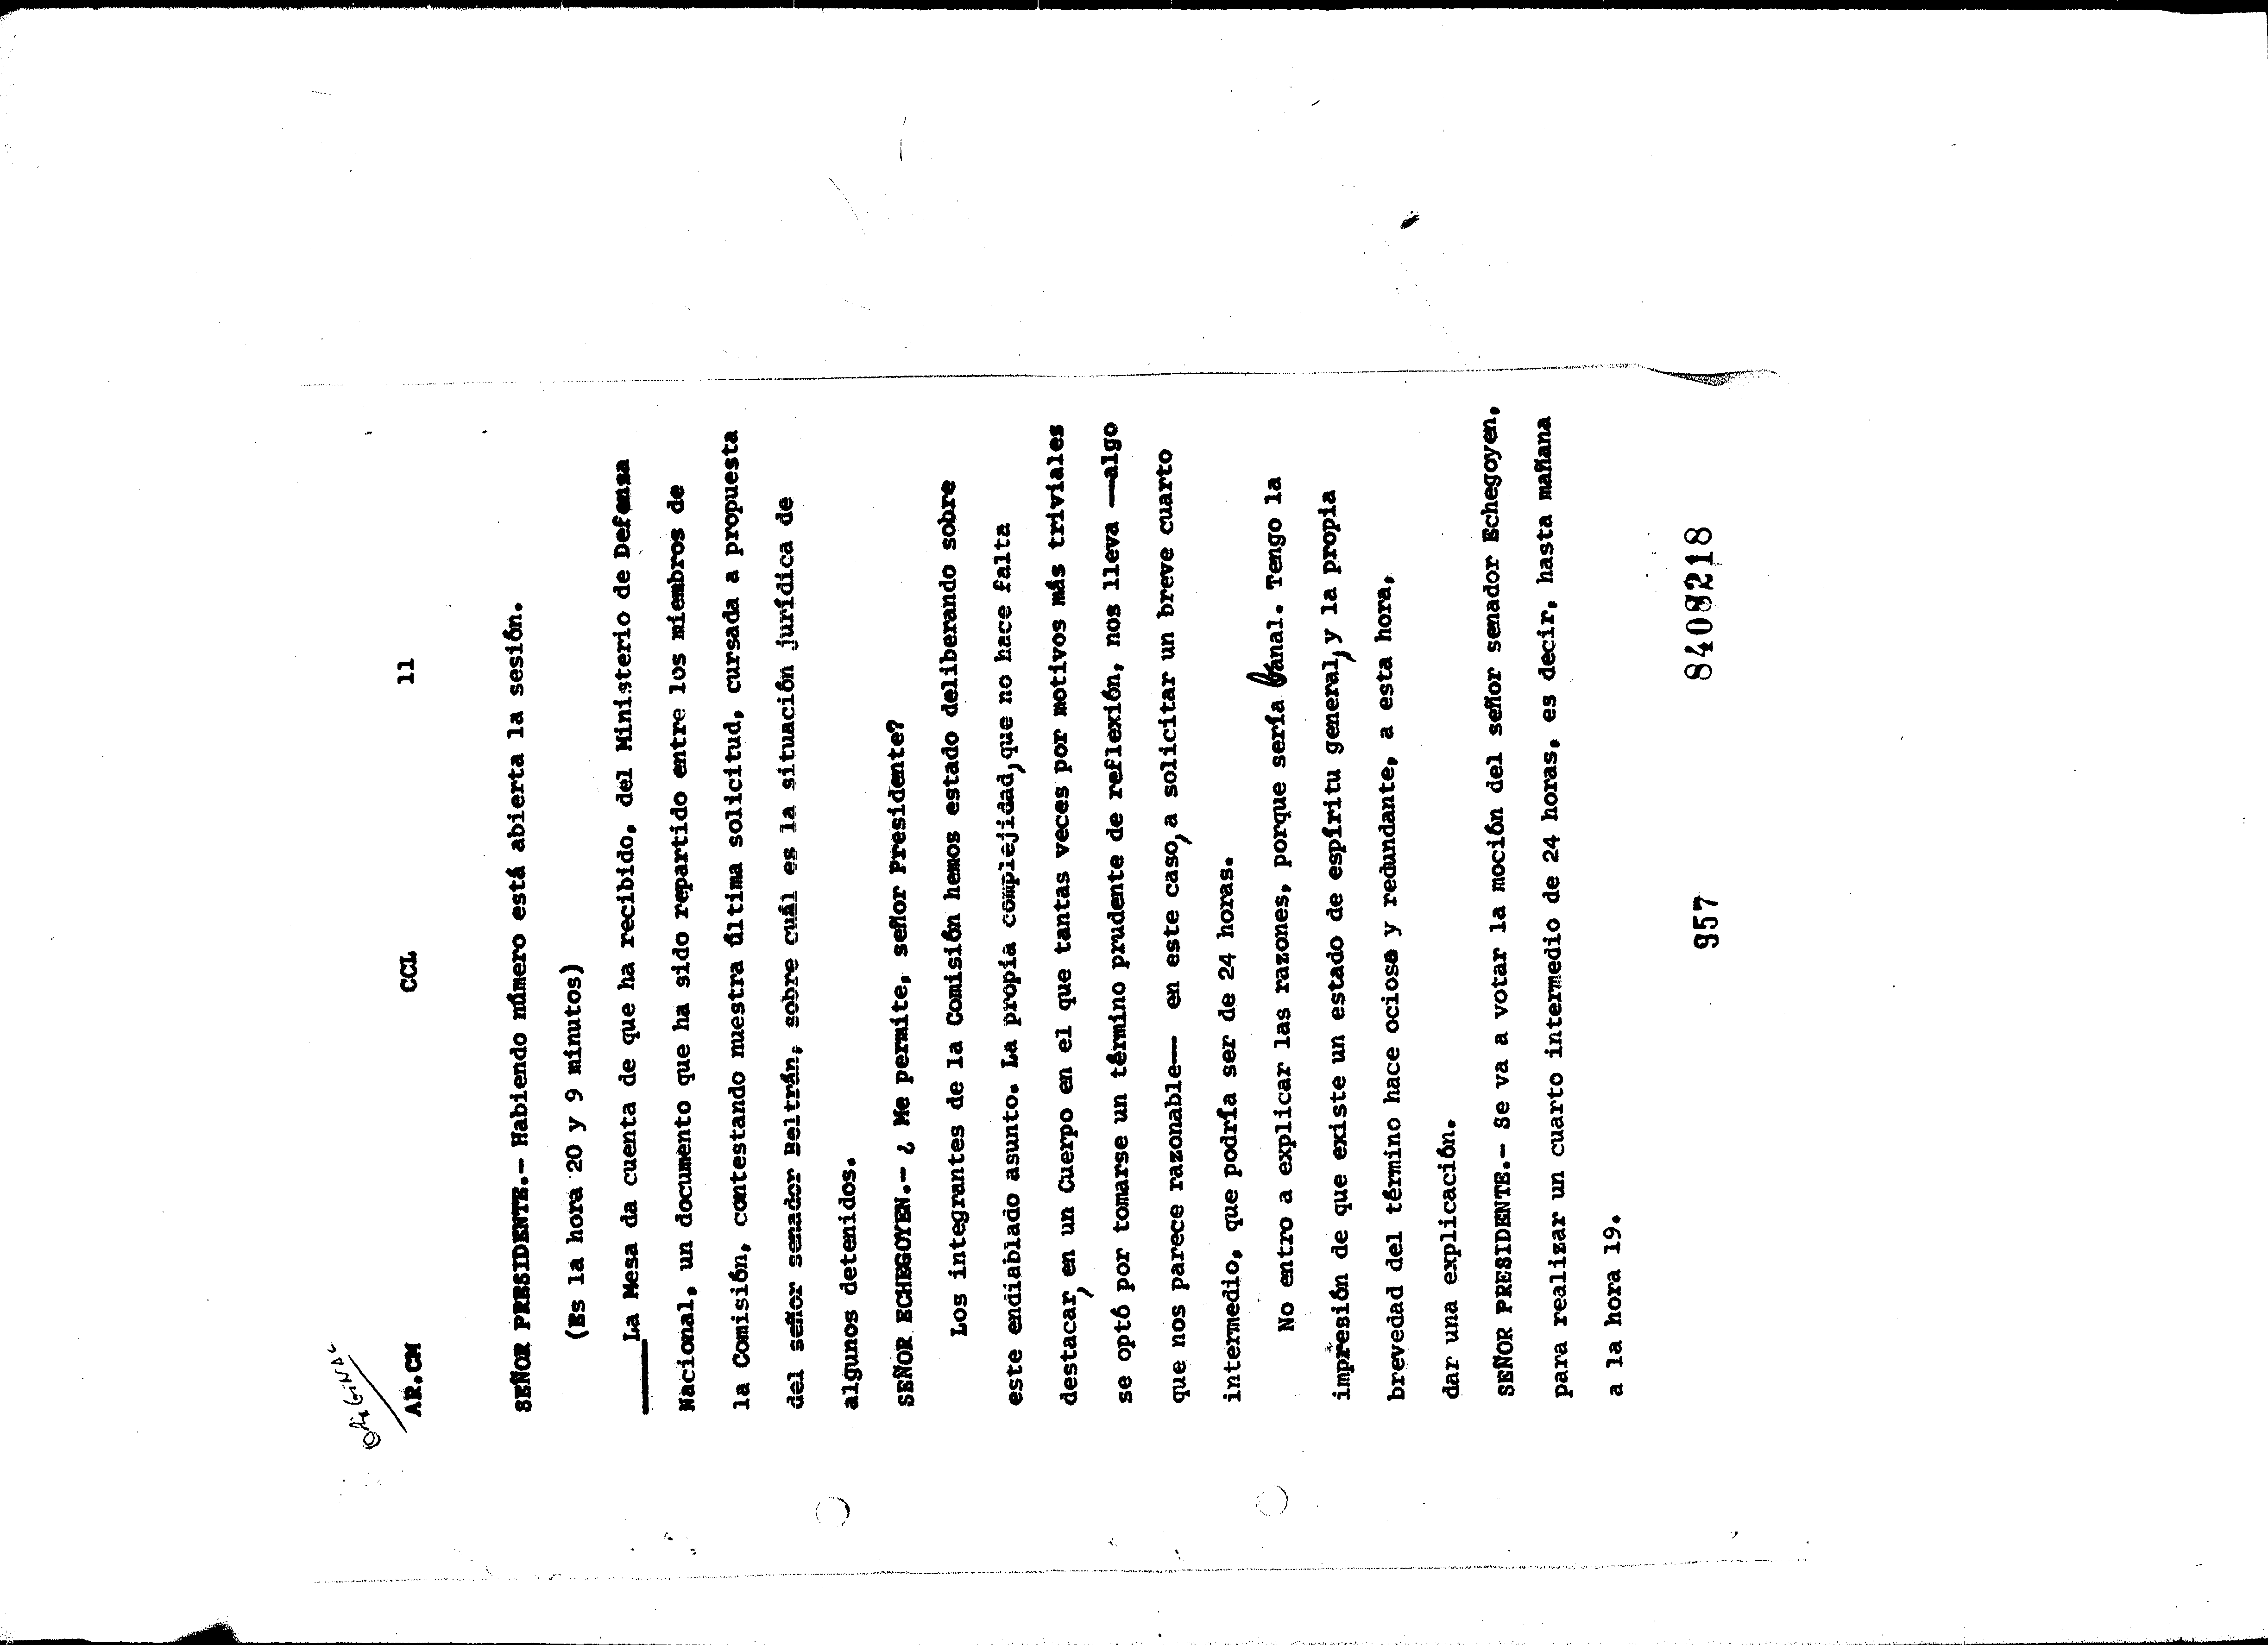 ORIGINAL
AR.CM CCL 11
SEÑOR PRESIDENTE.- Habiendo número está abierta la sesión.
(Es la hora 20 y 9 minutos)
La Mesa da cuenta de que ha recibido, del Ministerio de Defensa
Nacional, un documento que ha sido repartido entre los miembros de
la Comisión, contestando nuestra última solicitud, cursada a propuesta
del señor senador Beltrán, sobre cuál es la situación jurídica de
algunos detenidos.
SEÑOR ECHEGOYEN.- ¿ Me permite, señor Presidente?
Los integrantes de la Comisión hemos estado deliberando sobre
este endiablado asunto. La propia complejidad, que no hace falta
destacar, en un Cuerpo en el que tantas veces por motivos más triviales
se optó por tomarse un término prudente de reflexión, nos lleva —algo
que nos parece razonable— en este caso, a solicitar un breve cuarto
intermedio, que podría ser de 24 horas.
No entro a explicar las razones, porque sería banal. Tengo la
impresión de que existe un estado de espíritu general, y la propia
brevedad del término hace ocioso y redundante, a esta hora,
dar una explicación.
SEÑOR PRESIDENTE.- Se va a votar la moción del señor senador Echegoyen,
para realizar un cuarto intermedio de 24 horas, es decir, hasta mañana
a la hora 19.
957 8408218